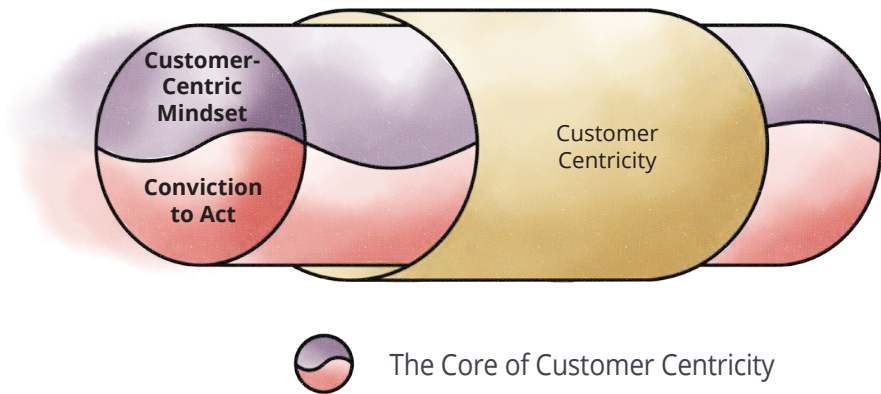 Customer-
Centric
Mindset
Conviction
to Act
Customer
Centricity
The Core of Customer Centricity